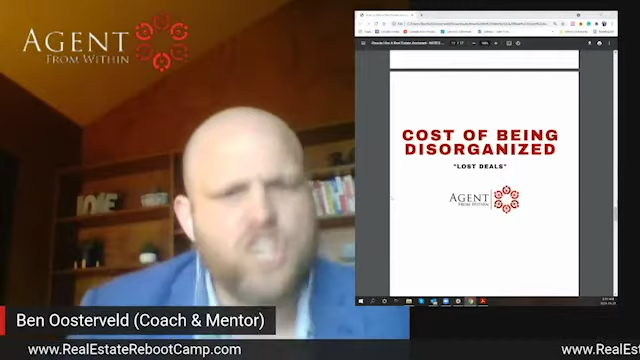 AGENT
FROM WITHIN
COST OF BEING
DISORGANIZED
"LOST DEALS"
AGENT
FROM WITHIN
Ben Oosterveld (Coach & Mentor)
www.RealEstateRebootCamp.com
www.RealEs